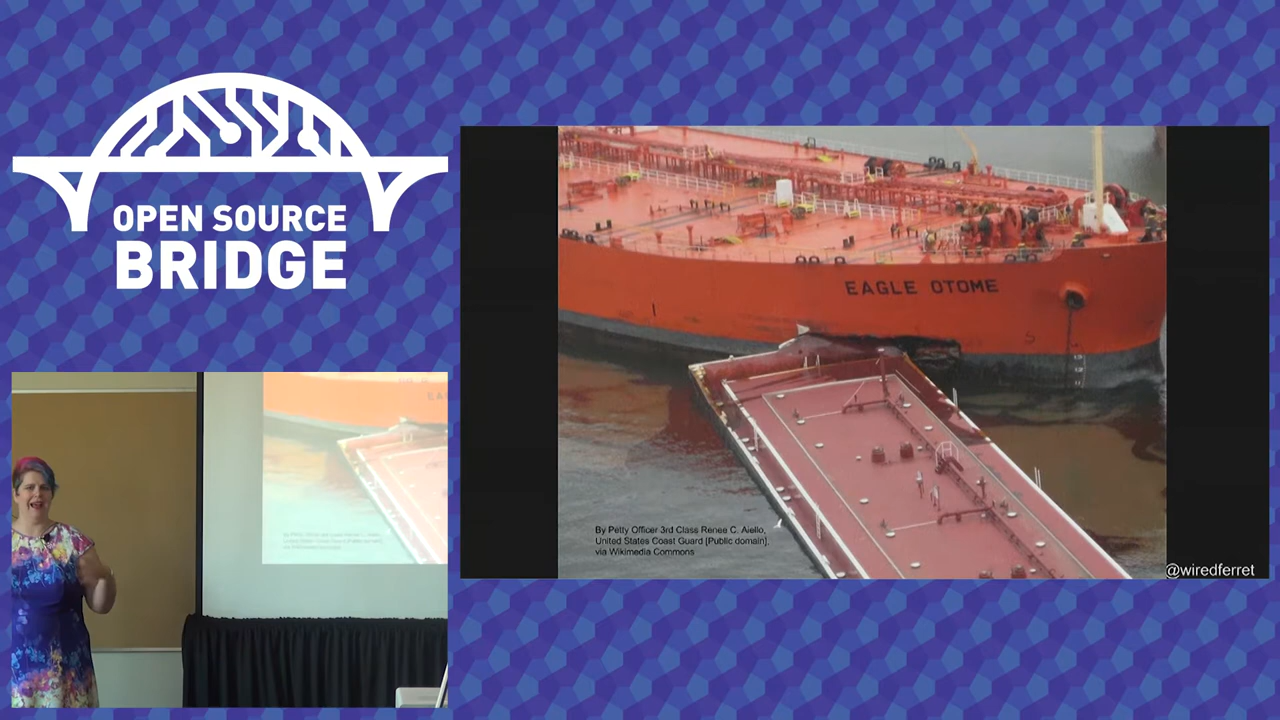 OPEN SOURCE
BRIDGE
EAGLE OTOME
By Petty Officer 3rd Class Renee C. Aiello,
United States Coast Guard [Public domain],
via Wikimedia Commons
@wiredferret